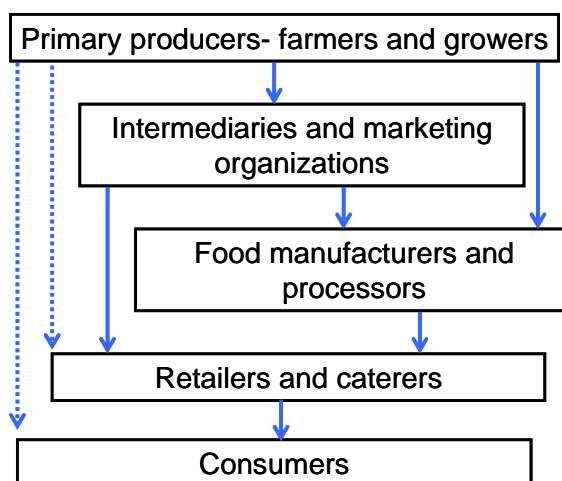 Primary producers- farmers and growers
Intermediaries and marketing
organizations
Food manufacturers and
processors
Retailers and caterers
Consumers